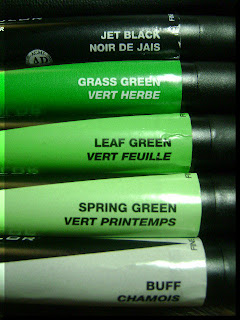 JET BLACK
NOIR DE JAIS
AD
GRASS GREEN
VERT HERBE
LEAF GREEN
VERT FEUILLE
SPRING GREEN
VERT PRINTEMPS
BUFF
CHAMOIS